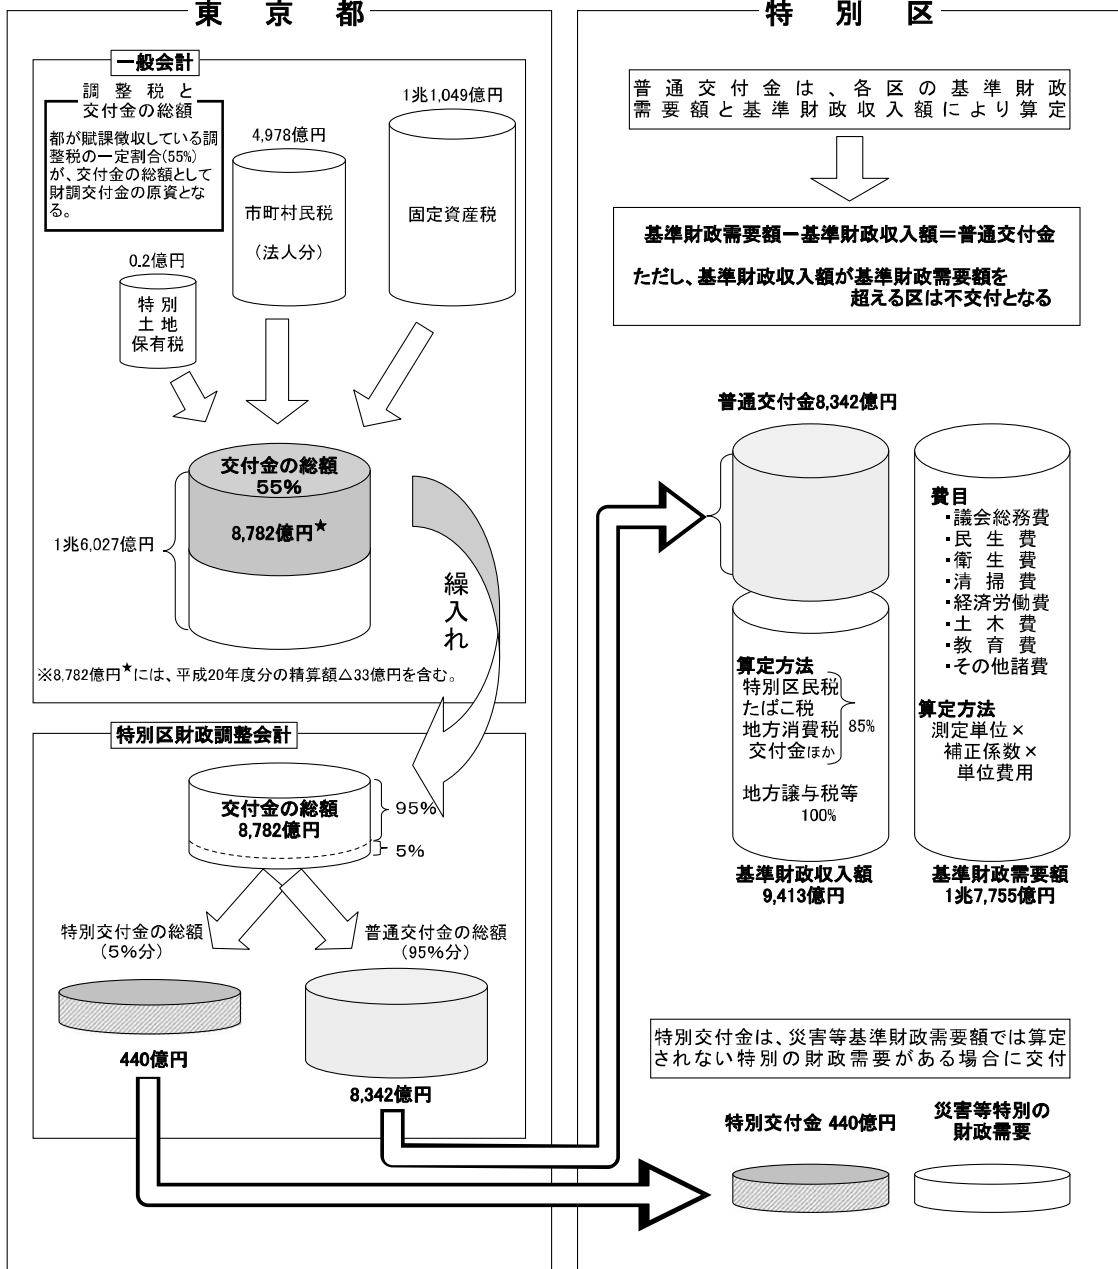 東京都
一般会計
調整税と
交付金の総額
都が賦課徴収している調
整税の一定割合(55%)
が、交付金の総額として
財調交付金の原資とな
る。
0.2億円
特別
土地
保有税
4,978億円
市町村民税
(法人分)
1兆1,049億円
固定資産税
交付金の総額
55%
8,782億円★
1兆6,027億円
繰入れ
※8,782億円★には、平成20年度分の精算額△33億円を含む。
特別区財政調整会計
交付金の総額
8,782億円
95%
5%
特別交付金の総額
(5%分)
440億円
普通交付金の総額
(95%分)
8,342億円
特別区
普通交付金は、各区の基準財政
需要額と基準財政収入額により算定
基準財政需要額－基準財政収入額＝普通交付金
ただし、基準財政収入額が基準財政需要額を
超える区は不交付となる
普通交付金8,342億円
算定方法
特別区民税
たばこ税
地方消費税
交付金ほか
85%
地方譲与税等
100%
基準財政収入額
9,413億円
費目
・議会総務費
・民生費
・衛生費
・清掃費
・経済労働費
・土木費
・教育費
・その他諸費
算定方法
測定単位×
補正係数×
単位費用
基準財政需要額
1兆7,755億円
特別交付金は、災害等基準財政需要額では算定
されない特別の財政需要がある場合に交付
特別交付金 440億円
災害等特別の
財政需要